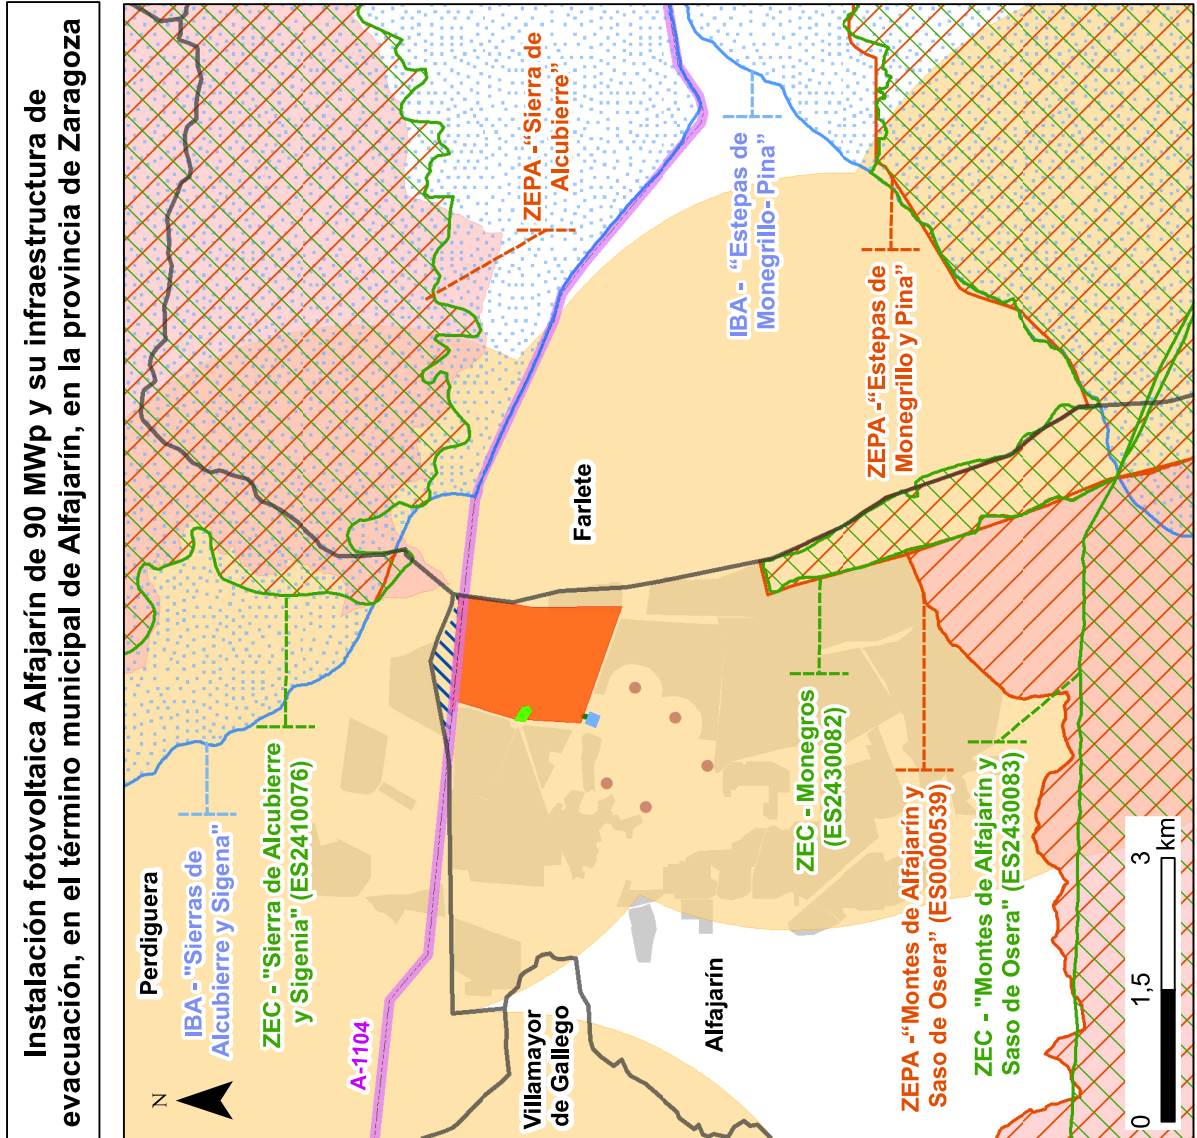 Instalación fotovoltaica Alfajarín de 90 MWp y su infraestructura de
evacuación, en el término municipal de Alfajarín, en la provincia de Zaragoza
N
Perdiguera
IBA - "Sierras de
Alcubierre y Sigena"
ZEC - "Sierra de Alcubierre
y Sigenia" (ES2410076)
A-1104
ZEPA -“Sierra de
Alcubierre”
Villamayor
de Gallego
Farlete
IBA - “Estepas de
Monegrillo-Pina”
Alfajarín
ZEC - Monegros
(ES2430082)
ZEPA -“Estepas de
Monegrillo y Pina”
ZEPA -“Montes de Alfajarín y
Saso de Osera” (ES0000539)
ZEC - "Montes de Alfajarín y
Saso de Osera" (ES2430083)
0 1,5 3
km